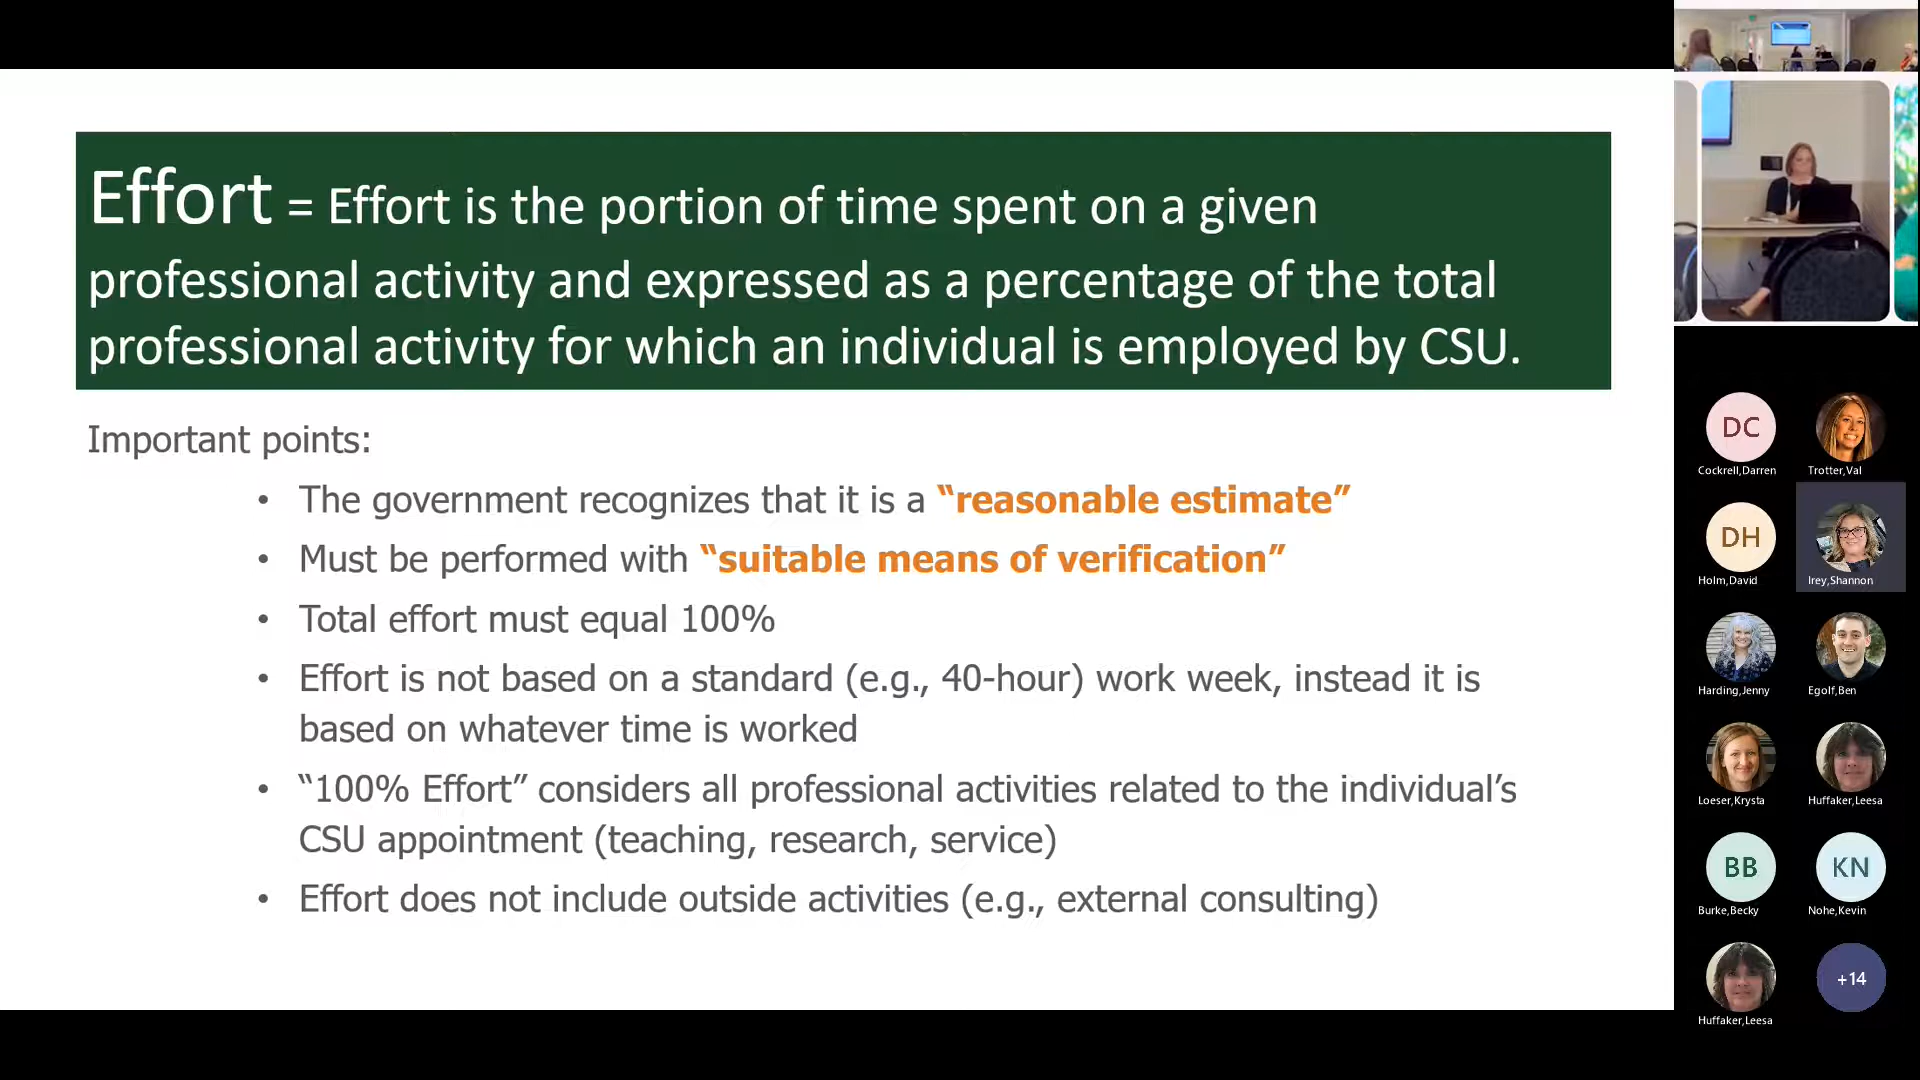 Effort = Effort is the portion of time spent on a given
professional activity and expressed as a percentage of the total
professional activity for which an individual is employed by CSU.
Important points:
• The government recognizes that it is a “reasonable estimate”
• Must be performed with “suitable means of verification”
• Total effort must equal 100%
• Effort is not based on a standard (e.g., 40-hour) work week, instead it is
based on whatever time is worked
• “100% Effort” considers all professional activities related to the individual’s
CSU appointment (teaching, research, service)
• Effort does not include outside activities (e.g., external consulting)
DC
Cockrell,Darren
Trotter,Val
DH
Holm,David
Irey,Shannon
Harding,Jenny
Egolf,Ben
Loeser,Krysta
Huffaker,Leesa
BB
Burke,Becky
KN
Nohe,Kevin
Huffaker,Leesa
+14